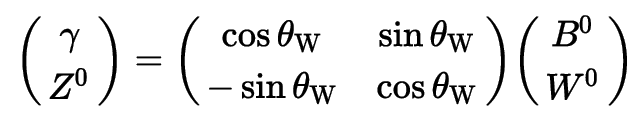 ( γ ) = ( cos θ_W sin θ_W ) ( B⁰ )
( Z⁰ ) ( − sin θ_W cos θ_W ) ( W⁰ )